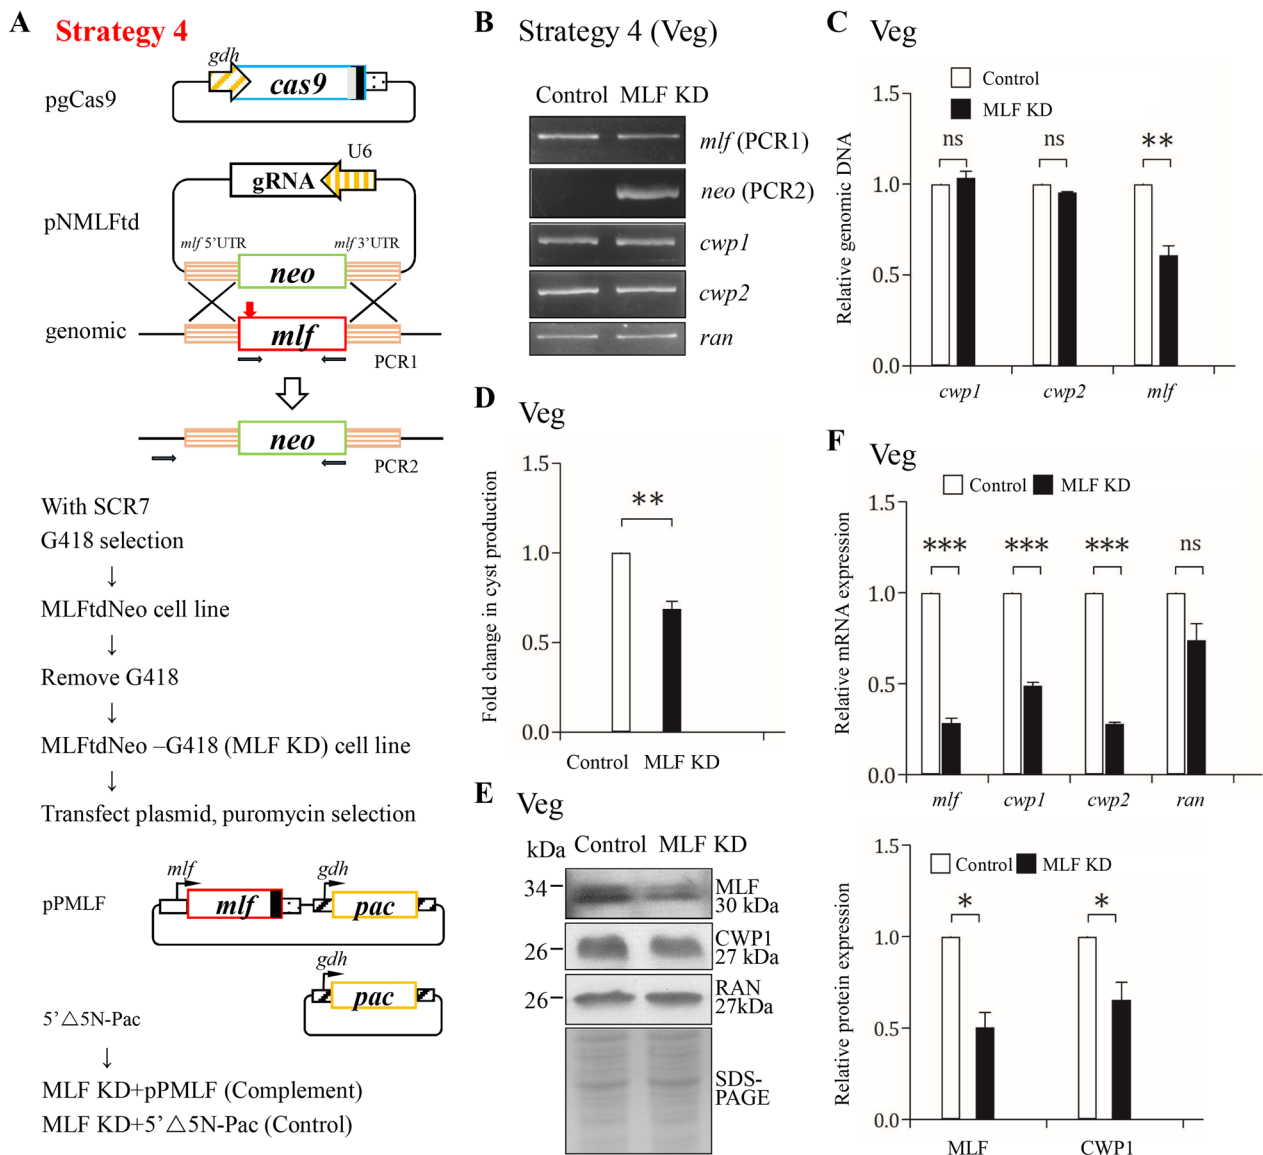 A
Strategy 4
gdh
cas9
pgCas9
U6
gRNA
pNMLFtd
mlf 5’UTR
mlf 3’UTR
neo
genomic
mlf
PCR1
neo
PCR2
With SCR7
G418 selection
↓
MLFtdNeo cell line
↓
Remove G418
↓
MLFtdNeo –G418 (MLF KD) cell line
↓
Transfect plasmid, puromycin selection
mlf
gdh
pPMLF
mlf
pac
gdh
pac
5’△5N-Pac
↓
MLF KD+pPMLF (Complement)
MLF KD+5’△5N-Pac (Control)
B
Strategy 4 (Veg)
Control MLF KD
mlf (PCR1)
neo (PCR2)
cwp1
cwp2
ran
C
Veg
Control
MLF KD
Relative genomic DNA
1.5
1.0
0.5
0.0
ns
ns
**
cwp1
cwp2
mlf
D
Veg
Fold change in cyst production
1.5
1.0
0.5
0.0
**
Control MLF KD
E
Veg
kDa Control MLF KD
34
MLF
30 kDa
26
CWP1
27 kDa
26
RAN
27kDa
SDS-
PAGE
F
Veg
Control MLF KD
Relative mRNA expression
1.5
1.0
0.5
0.0
***
***
***
ns
mlf
cwp1
cwp2
ran
Control MLF KD
Relative protein expression
1.5
1.0
0.5
0.0
*
*
MLF
CWP1